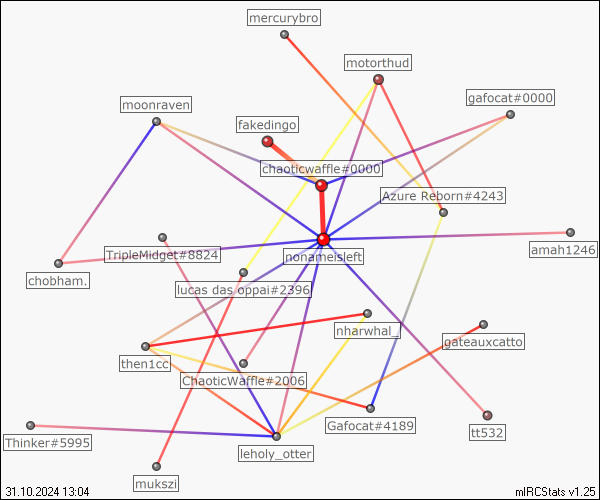 mercurybro
motorthud
gafocat#0000
moonraven
fakedingo
chaoticwaffle#0000
Azure Reborn#4243
amah1246
TripleMidget#8824
nonameisleft
chobham.
lucas das oppai#2396
nharwhal_
gateauxcatto
then1cc
ChaoticWaffle#2006
Gafocat#4189
tt532
Thinker#5995
leholy_otter
mukszi
31.10.2024 13:04
mIRCStats v1.25